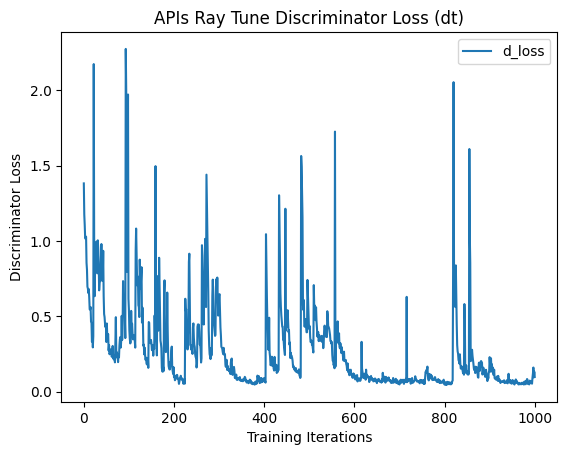 APIs Ray Tune Discriminator Loss (dt)
d_loss
Discriminator Loss
2.0
1.5
1.0
0.5
0.0
0
200
400
600
800
1000
Training Iterations